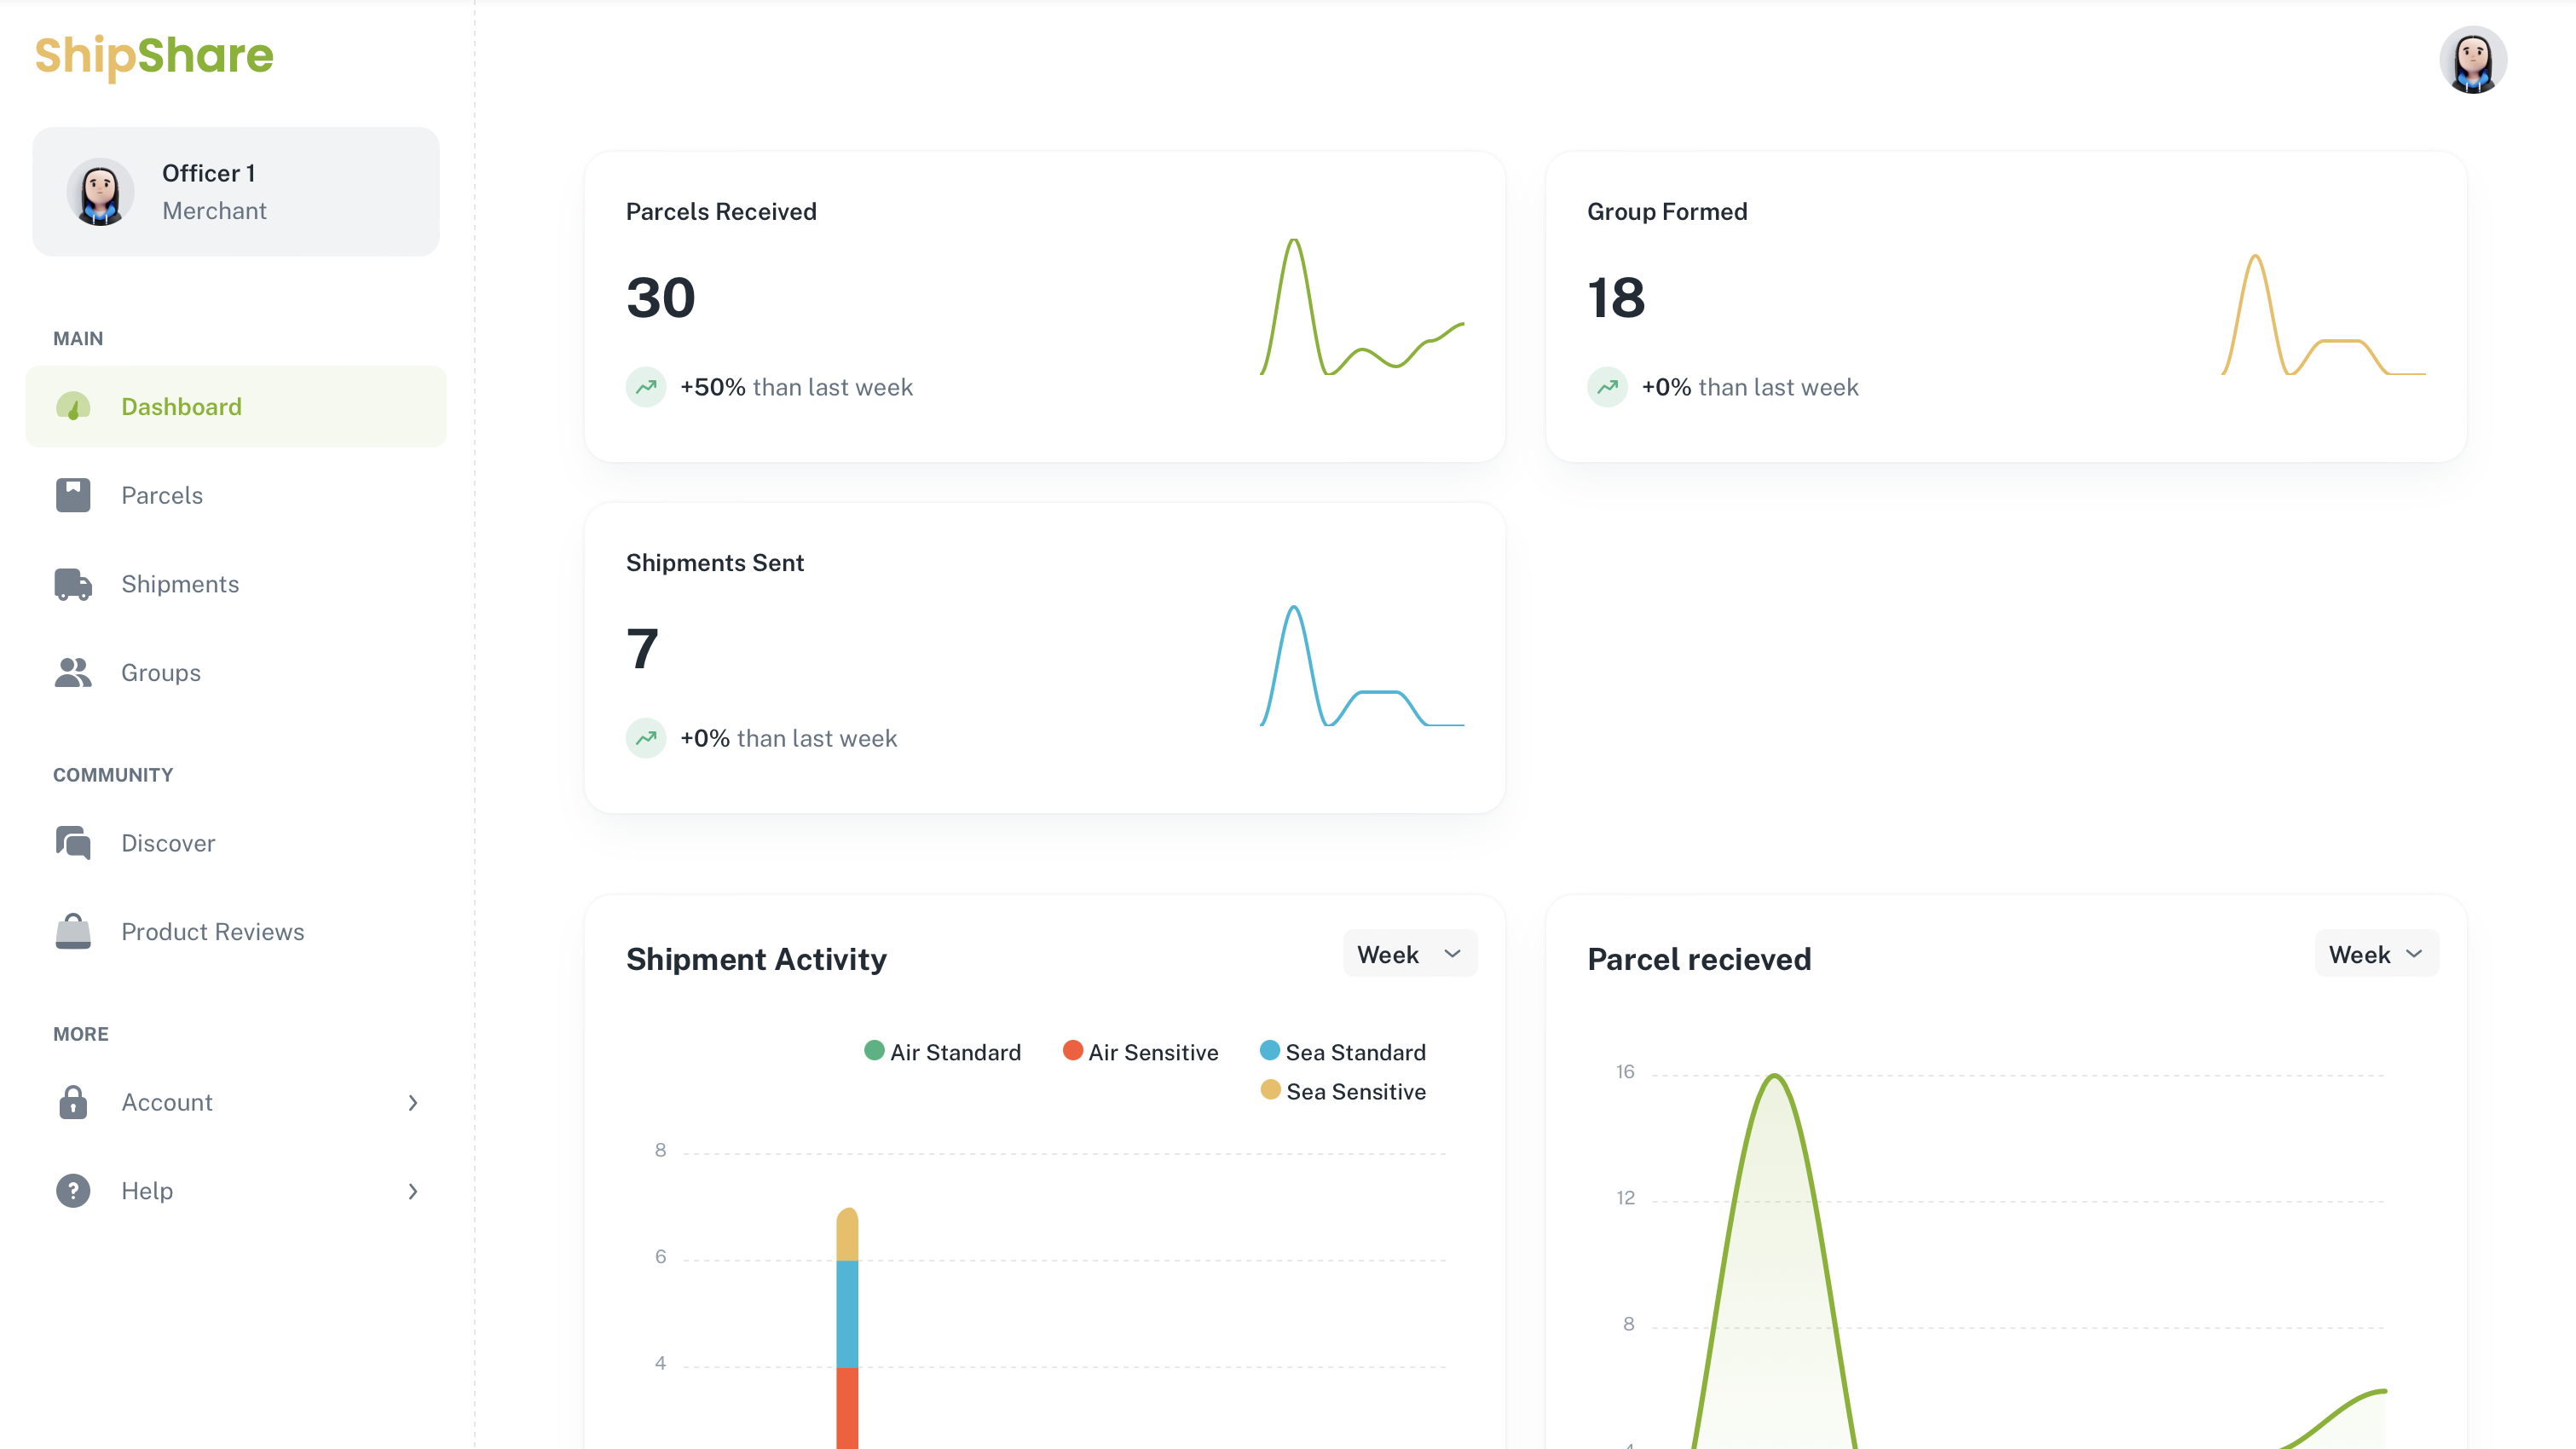 ShipShare
Officer 1
Merchant
MAIN
Dashboard
Parcels
Shipments
Groups
COMMUNITY
Discover
Product Reviews
MORE
Account
Help
Parcels Received
30
+50% than last week
Group Formed
18
+0% than last week
Shipments Sent
7
+0% than last week
Shipment Activity
Week
Air Standard
Air Sensitive
Sea Standard
Sea Sensitive
8
6
4
Parcel recieved
Week
16
12
8